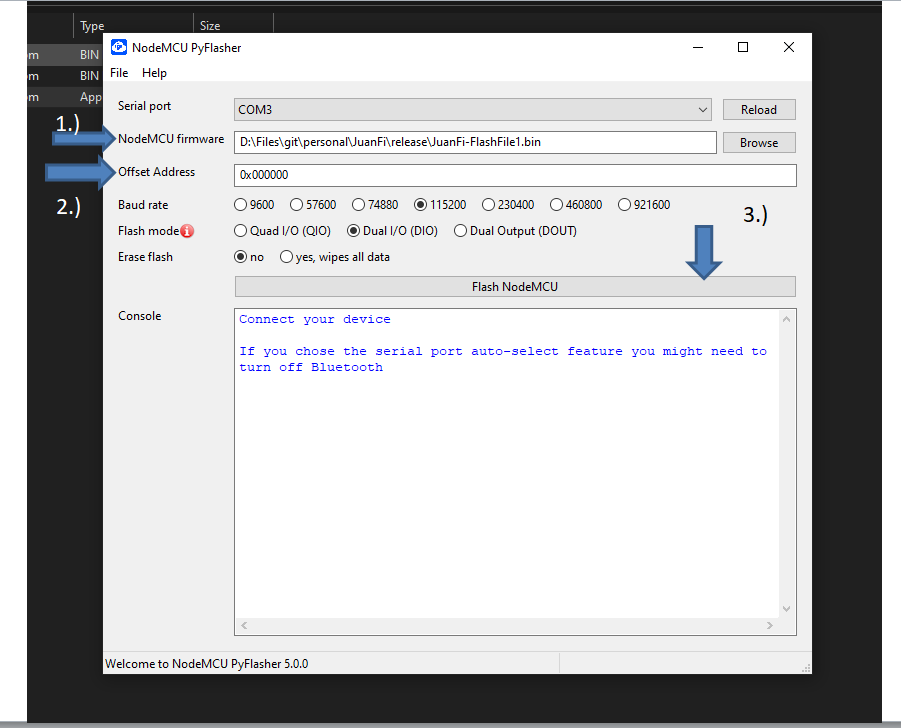 Type Size
om BIN
om BIN
om App
NodeMCU PyFlasher
File Help
Serial port COM3 Reload
1.)
NodeMCU firmware D:\Files\git\personal\JuanFi\release\JuanFi-FlashFile1.bin Browse
Offset Address 0x000000
2.)
Baud rate 9600 57600 74880 115200 230400 460800 921600
3.)
Flash mode Quad I/O (QIO) Dual I/O (DIO) Dual Output (DOUT)
Erase flash no yes, wipes all data
Flash NodeMCU
Console
Connect your device
If you chose the serial port auto-select feature you might need to
turn off Bluetooth
Welcome to NodeMCU PyFlasher 5.0.0